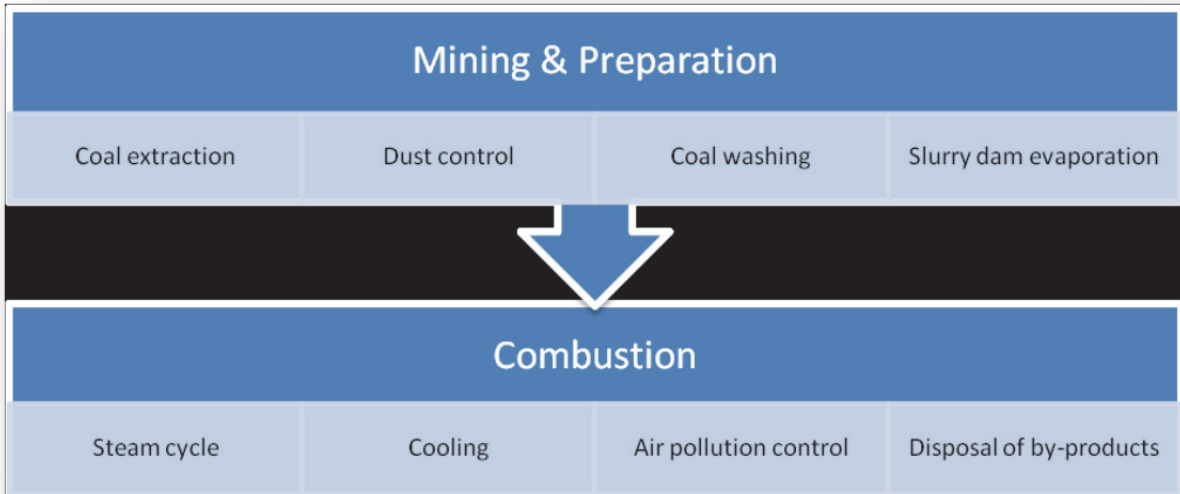 Mining & Preparation
Coal extraction
Dust control
Coal washing
Slurry dam evaporation
Combustion
Steam cycle
Cooling
Air pollution control
Disposal of by-products